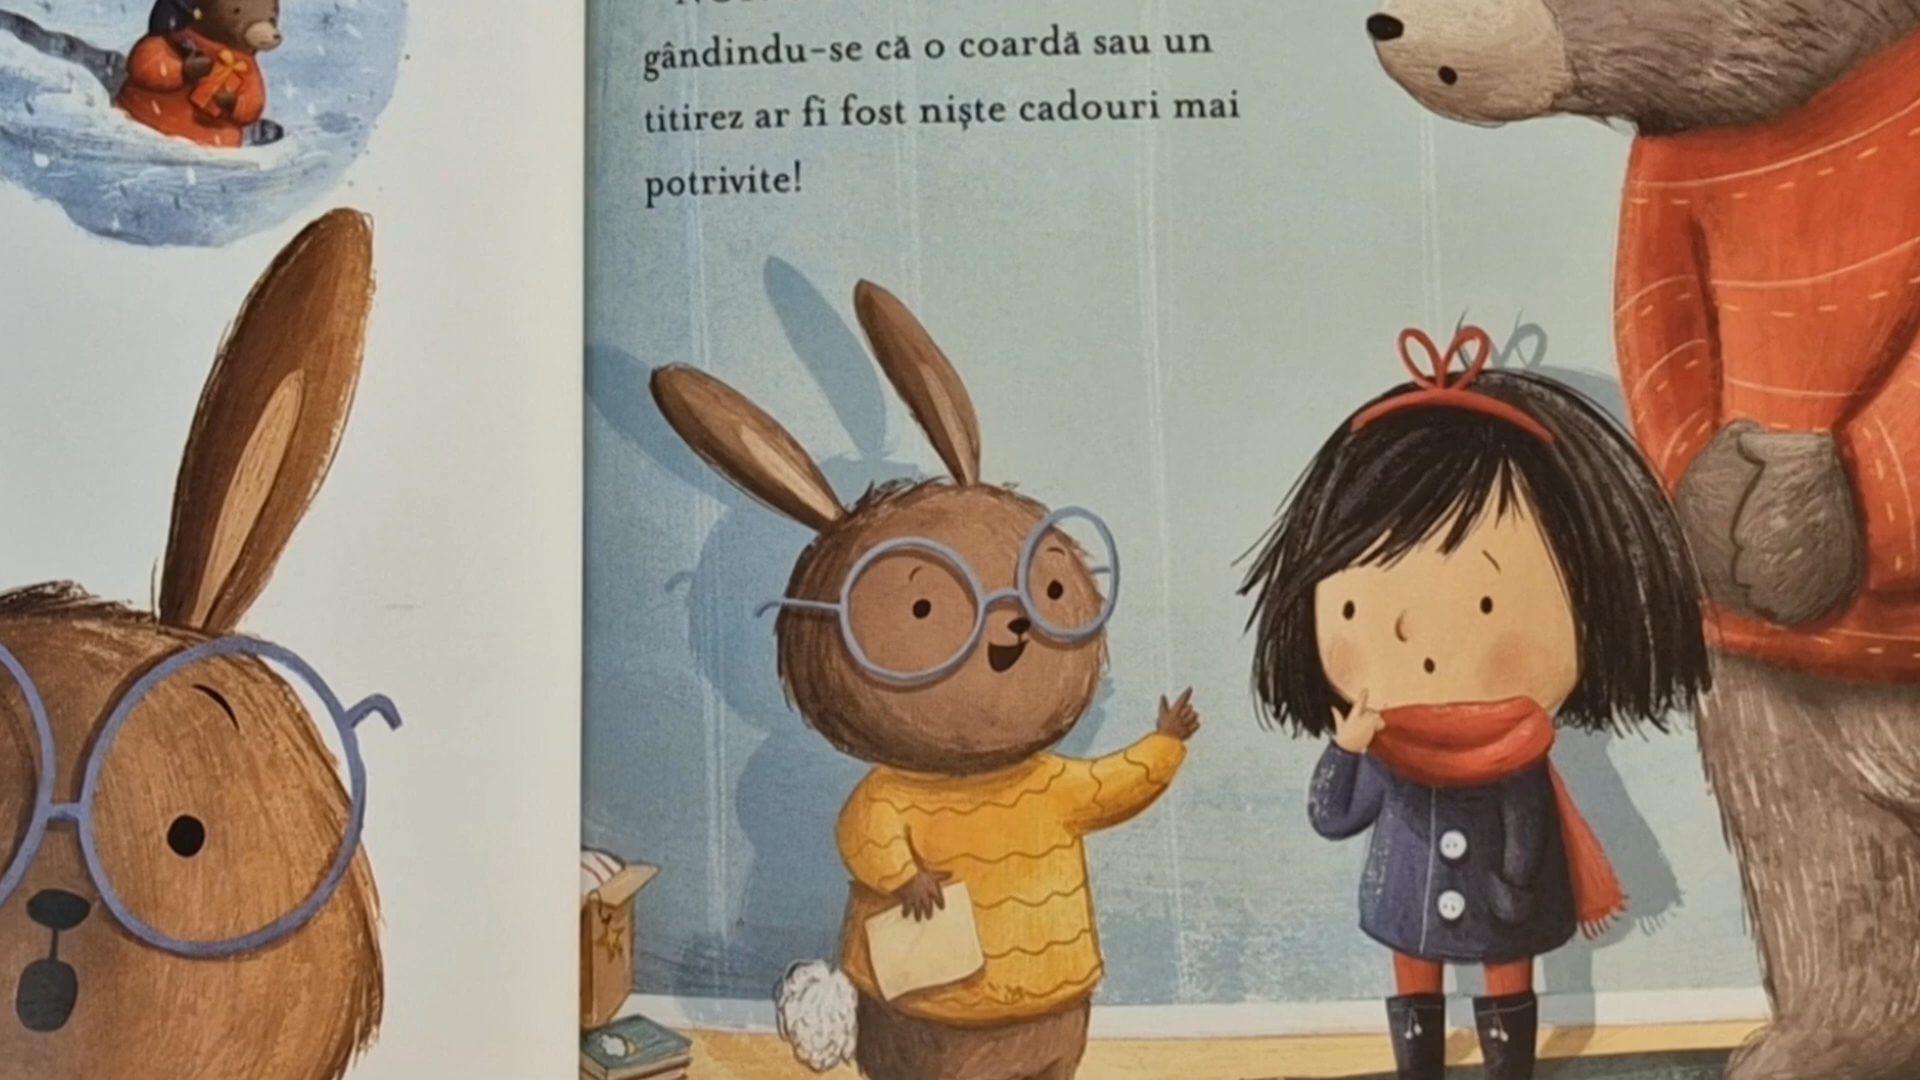 gândindu-se că o coardă sau un
titirez ar fi fost niște cadouri mai
potrivite!